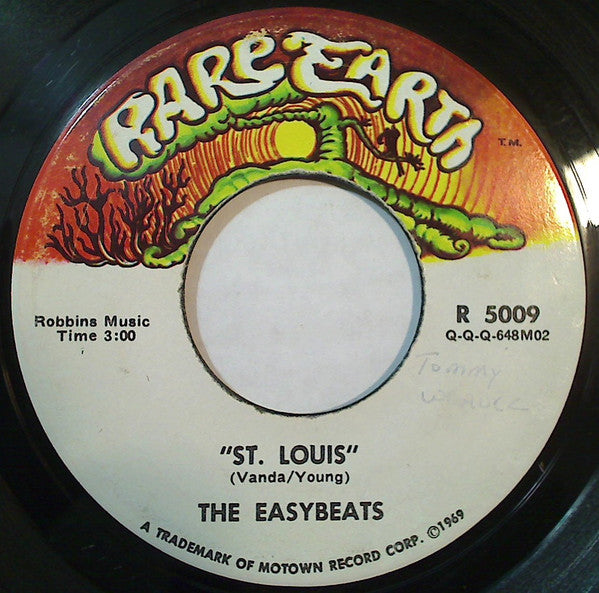 RARE EARTH
T.M.
Robbins Music
Time 3:00
R 5009
Q-Q-Q-648M02
Tommy
"ST. LOUIS"
(Vanda/Young)
THE EASYBEATS
A TRADEMARK OF MOTOWN RECORD CORP. ©1969